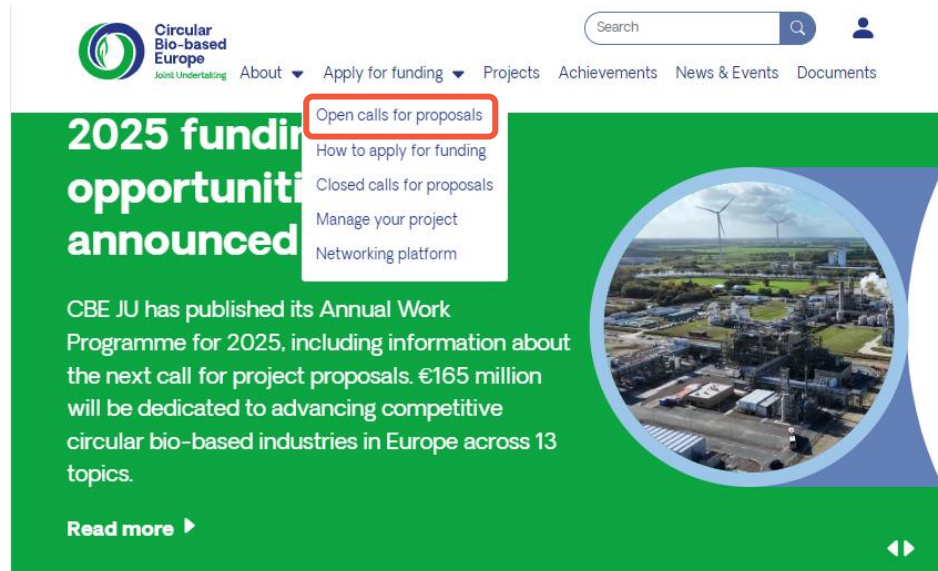 Circular
Bio-based
Europe
Joint Undertaking
Search
About
Apply for funding
Projects
Achievements
News & Events
Documents
Open calls for proposals
How to apply for funding
Closed calls for proposals
Manage your project
Networking platform
2025 fundin
opportuniti
announced
CBE JU has published its Annual Work
Programme for 2025, including information about
the next call for project proposals. €165 million
will be dedicated to advancing competitive
circular bio-based industries in Europe across 13
topics.
Read more